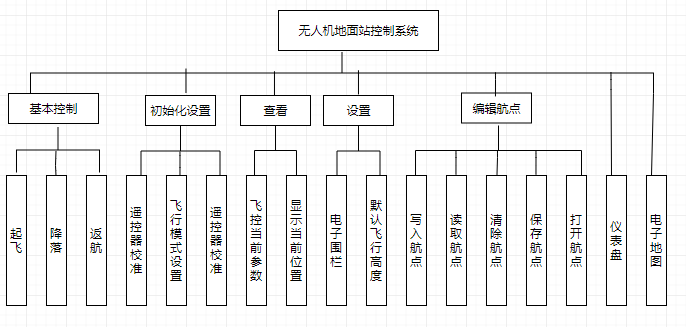 无人机地面站控制系统
基本控制
初始化设置
查看
设置
编辑航点
起飞
降落
返航
遥控器校准
飞行模式设置
遥控器校准
飞控当前参数
显示当前位置
电子围栏
默认飞行高度
写入航点
读取航点
清除航点
保存航点
打开航点
仪表盘
电子地图